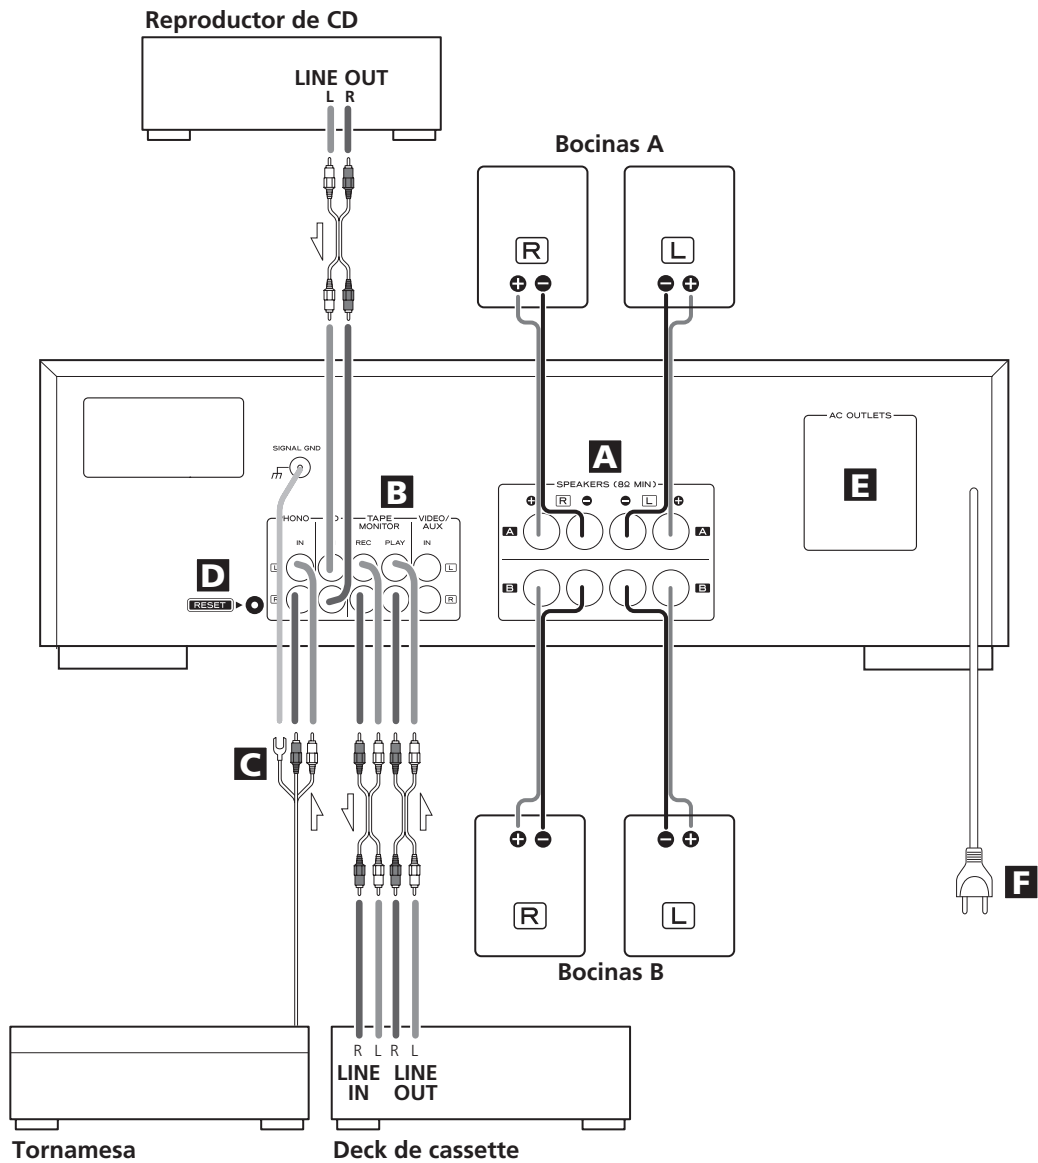 Reproductor de CD
LINE OUT
L R
Bocinas A
R L
+ − − +
AC OUTLETS
SIGNAL GND
A
SPEAKERS (8Ω MIN)
E
B
+ R − − L +
PHONO TAPE MONITOR VIDEO/AUX
IN REC PLAY IN
A A
L L
D
B B
RESET
R R
C
+ − − +
F
R L
Bocinas B
R L R L
LINE IN LINE OUT
Tornamesa
Deck de cassette